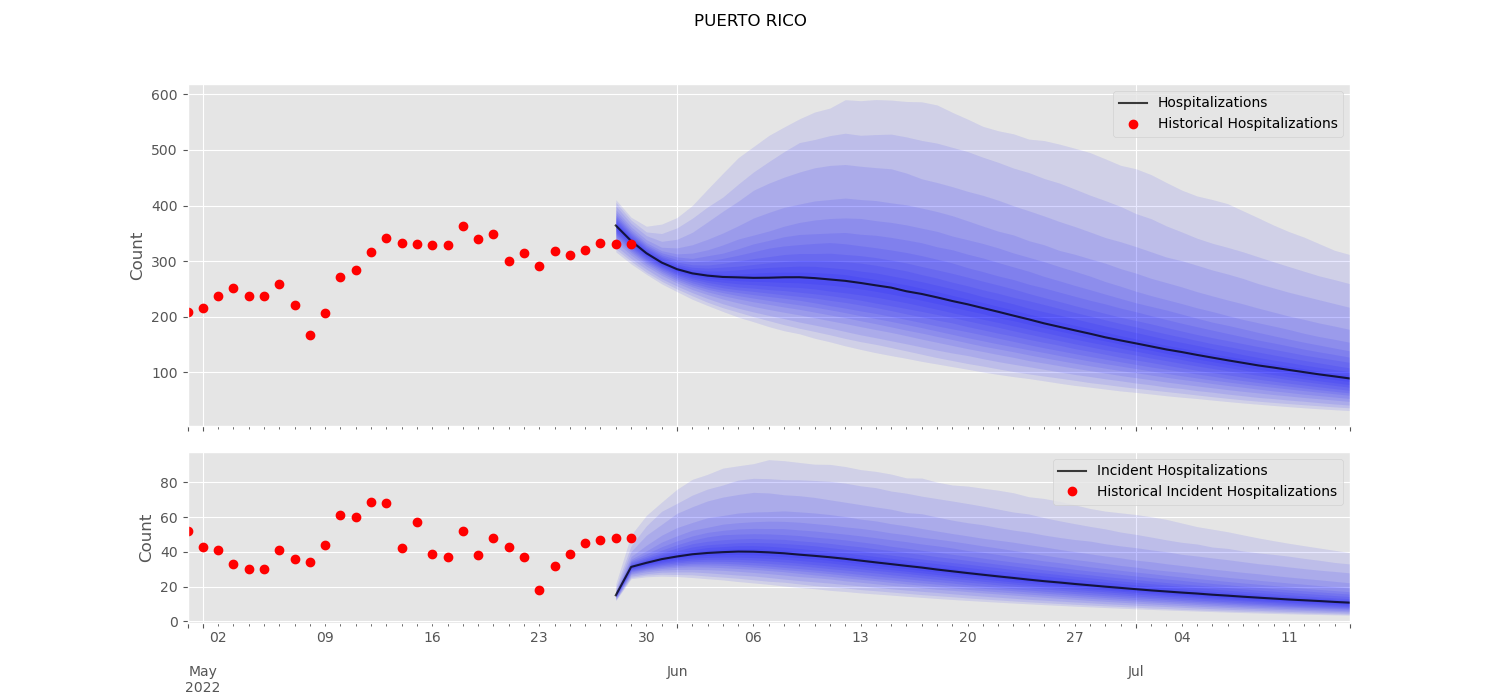 PUERTO RICO
600
500
400
300
200
100
Count
Hospitalizations
Historical Hospitalizations
80
60
40
20
0
Count
Incident Hospitalizations
Historical Incident Hospitalizations
02 09 16 23 30 06 13 20 27 04 11
May Jun Jul
2022